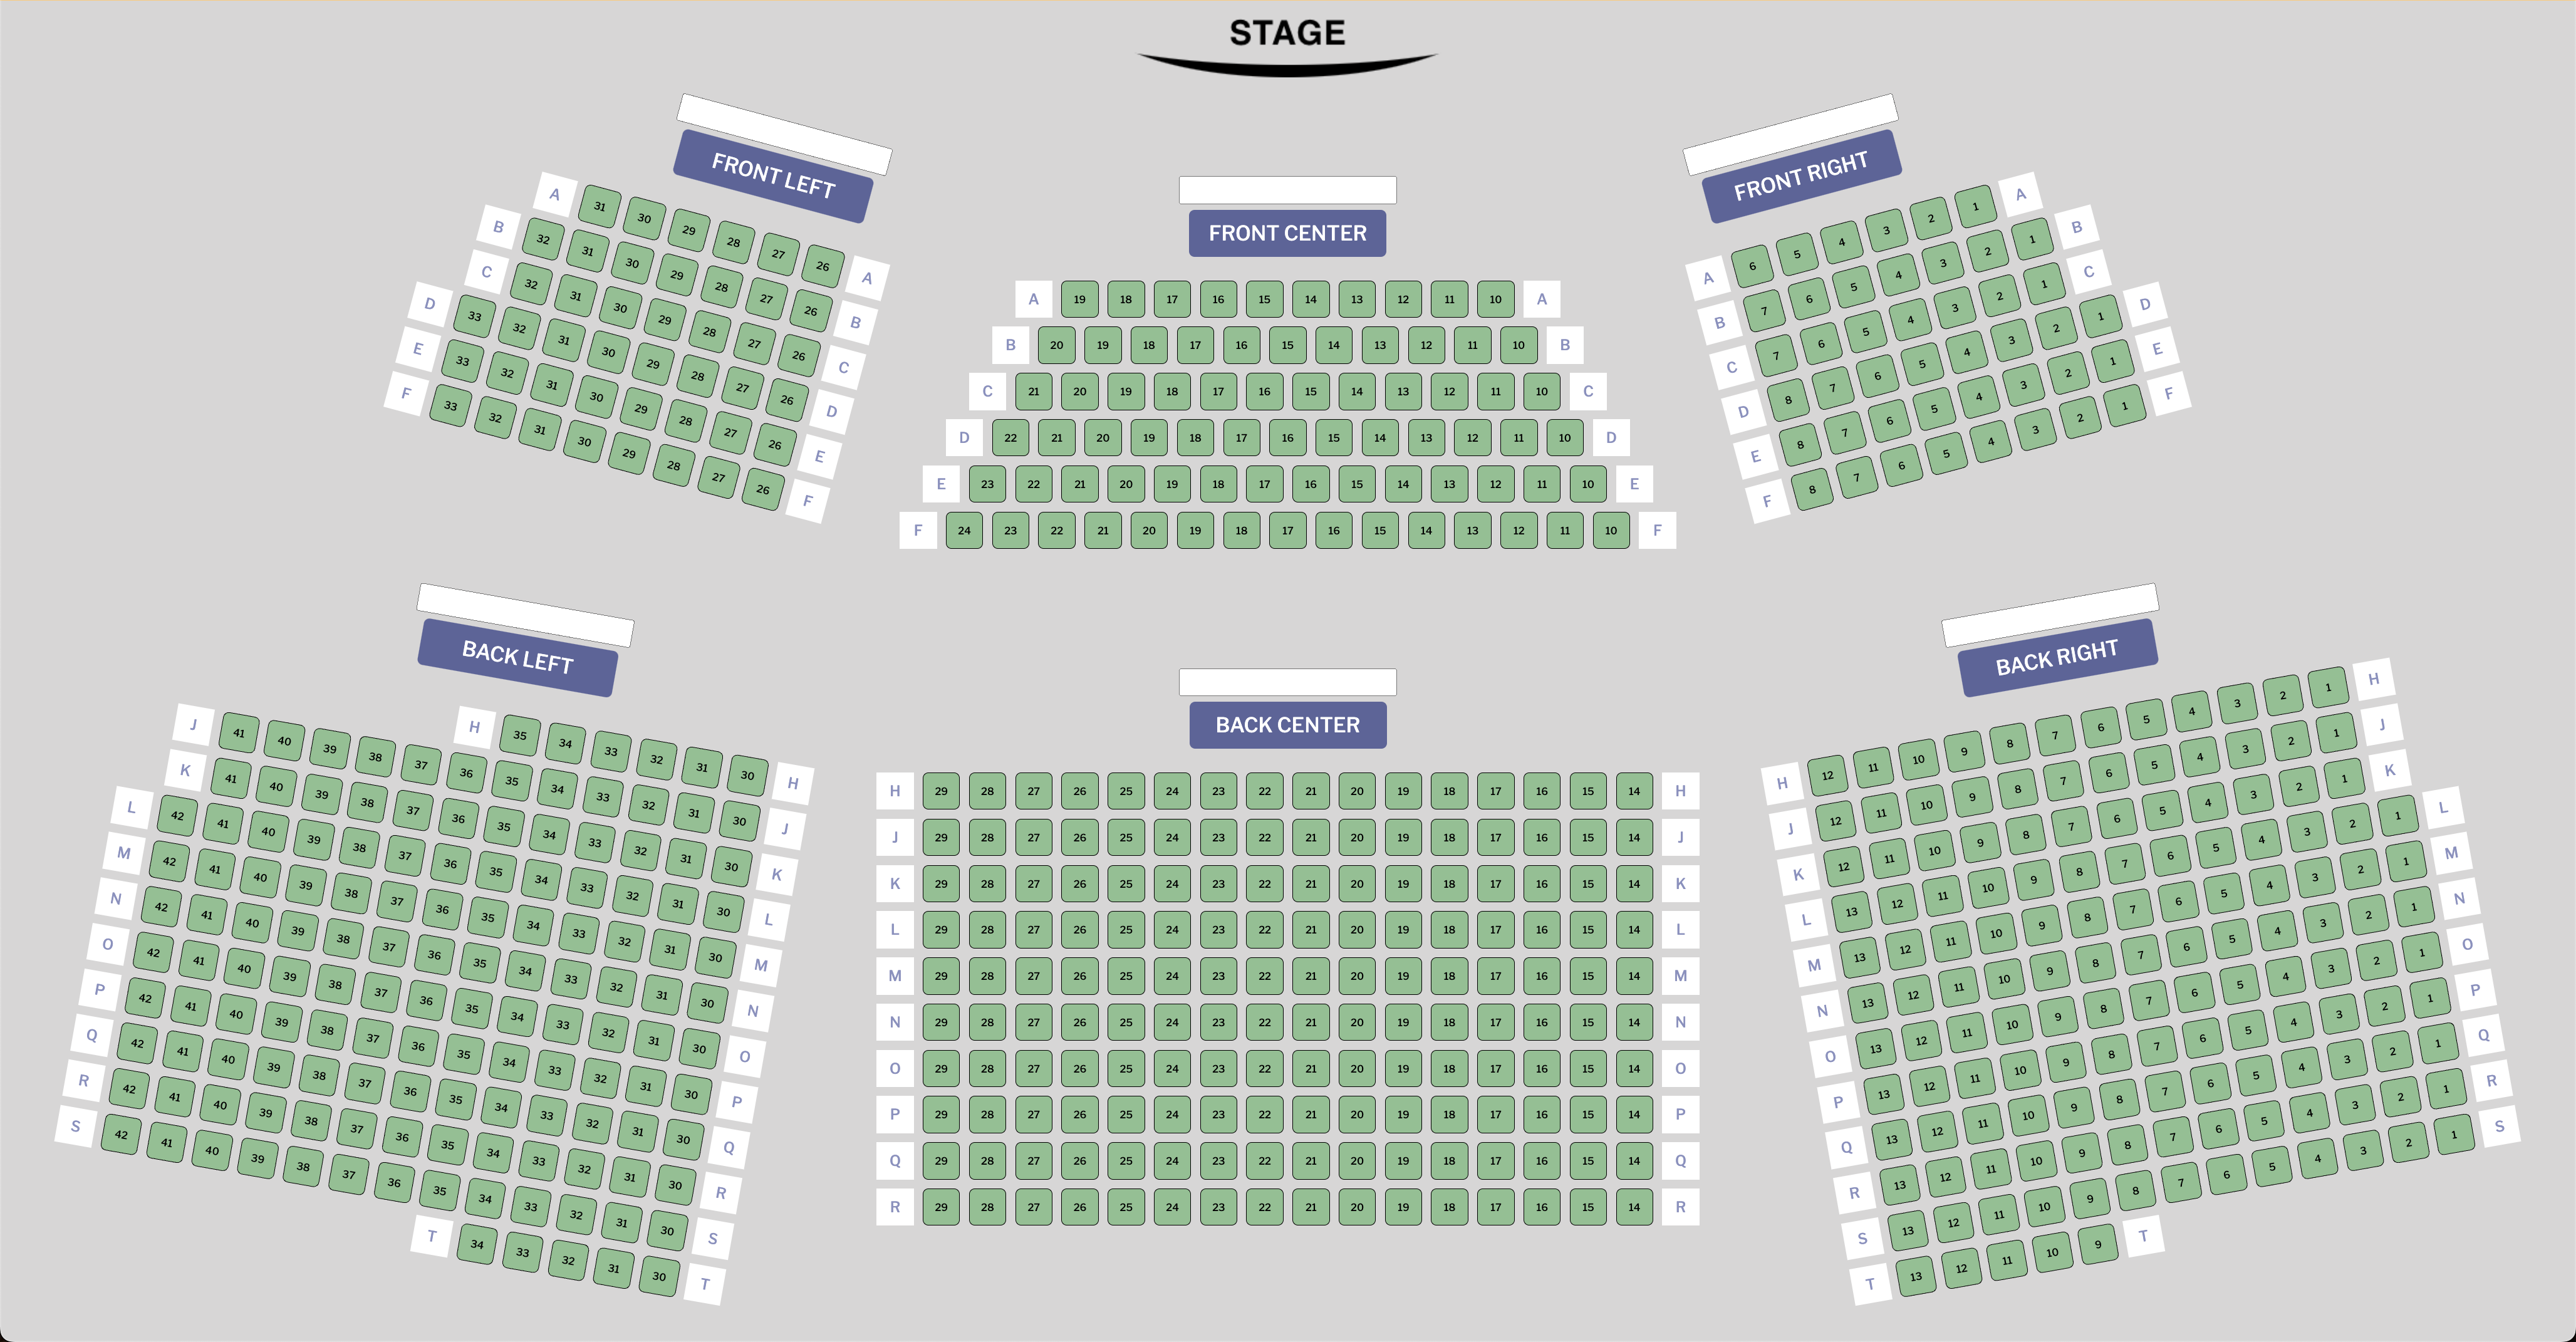 STAGE
FRONT LEFT
A 31 30 29 28 27 26 A
B 32 31 30 29 28 27 26 B
C 32 31 30 29 28 27 26 C
D 33 32 31 30 29 28 27 26 D
E 33 32 31 30 29 28 27 26 E
F 33 32 31 30 29 28 27 26 F
FRONT CENTER
A 19 18 17 16 15 14 13 12 11 10 A
B 20 19 18 17 16 15 14 13 12 11 10 B
C 21 20 19 18 17 16 15 14 13 12 11 10 C
D 22 21 20 19 18 17 16 15 14 13 12 11 10 D
E 23 22 21 20 19 18 17 16 15 14 13 12 11 10 E
F 24 23 22 21 20 19 18 17 16 15 14 13 12 11 10 F
FRONT RIGHT
A 6 5 4 3 2 1 A
B 7 6 5 4 3 2 1 B
C 7 6 5 4 3 2 1 C
D 8 7 6 5 4 3 2 1 D
E 8 7 6 5 4 3 2 1 E
F 8 7 6 5 4 3 2 1 F
BACK LEFT
H 35 34 33 32 31 30 H
J 41 40 39 38 37 36 35 34 33 32 31 30 J
K 41 40 39 38 37 36 35 34 33 32 31 30 K
L 42 41 40 39 38 37 36 35 34 33 32 31 30 L
M 42 41 40 39 38 37 36 35 34 33 32 31 30 M
N 42 41 40 39 38 37 36 35 34 33 32 31 30 N
O 42 41 40 39 38 37 36 35 34 33 32 31 30 O
P 42 41 40 39 38 37 36 35 34 33 32 31 30 P
Q 42 41 40 39 38 37 36 35 34 33 32 31 30 Q
R 42 41 40 39 38 37 36 35 34 33 32 31 30 R
S 42 41 40 39 38 37 36 35 34 33 32 31 30 S
T 34 33 32 31 30 T
BACK CENTER
H 29 28 27 26 25 24 23 22 21 20 19 18 17 16 15 14 H
J 29 28 27 26 25 24 23 22 21 20 19 18 17 16 15 14 J
K 29 28 27 26 25 24 23 22 21 20 19 18 17 16 15 14 K
L 29 28 27 26 25 24 23 22 21 20 19 18 17 16 15 14 L
M 29 28 27 26 25 24 23 22 21 20 19 18 17 16 15 14 M
N 29 28 27 26 25 24 23 22 21 20 19 18 17 16 15 14 N
O 29 28 27 26 25 24 23 22 21 20 19 18 17 16 15 14 O
P 29 28 27 26 25 24 23 22 21 20 19 18 17 16 15 14 P
Q 29 28 27 26 25 24 23 22 21 20 19 18 17 16 15 14 Q
R 29 28 27 26 25 24 23 22 21 20 19 18 17 16 15 14 R
BACK RIGHT
H 12 11 10 9 8 7 6 5 4 3 2 1 H
J 12 11 10 9 8 7 6 5 4 3 2 1 J
K 12 11 10 9 8 7 6 5 4 3 2 1 K
L 13 12 11 10 9 8 7 6 5 4 3 2 1 L
M 13 12 11 10 9 8 7 6 5 4 3 2 1 M
N 13 12 11 10 9 8 7 6 5 4 3 2 1 N
O 13 12 11 10 9 8 7 6 5 4 3 2 1 O
P 13 12 11 10 9 8 7 6 5 4 3 2 1 P
Q 13 12 11 10 9 8 7 6 5 4 3 2 1 Q
R 13 12 11 10 9 8 7 6 5 4 3 2 1 R
S 13 12 11 10 9 8 7 6 5 4 3 2 1 S
T 13 12 11 10 9 T